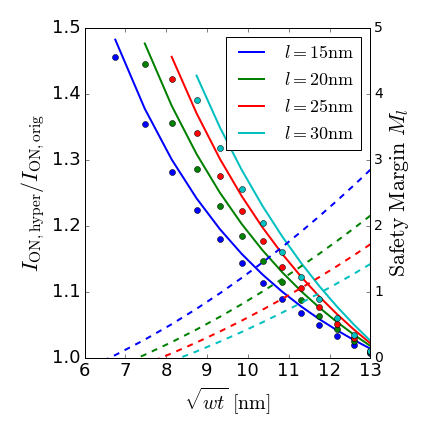 1.5
1.4
1.3
1.2
1.1
1.0
I_ON,hyper/I_ON,orig
6 7 8 9 10 11 12 13
√wt [nm]
5
4
3
2
1
0
Safety Margin M_l
l = 15nm
l = 20nm
l = 25nm
l = 30nm